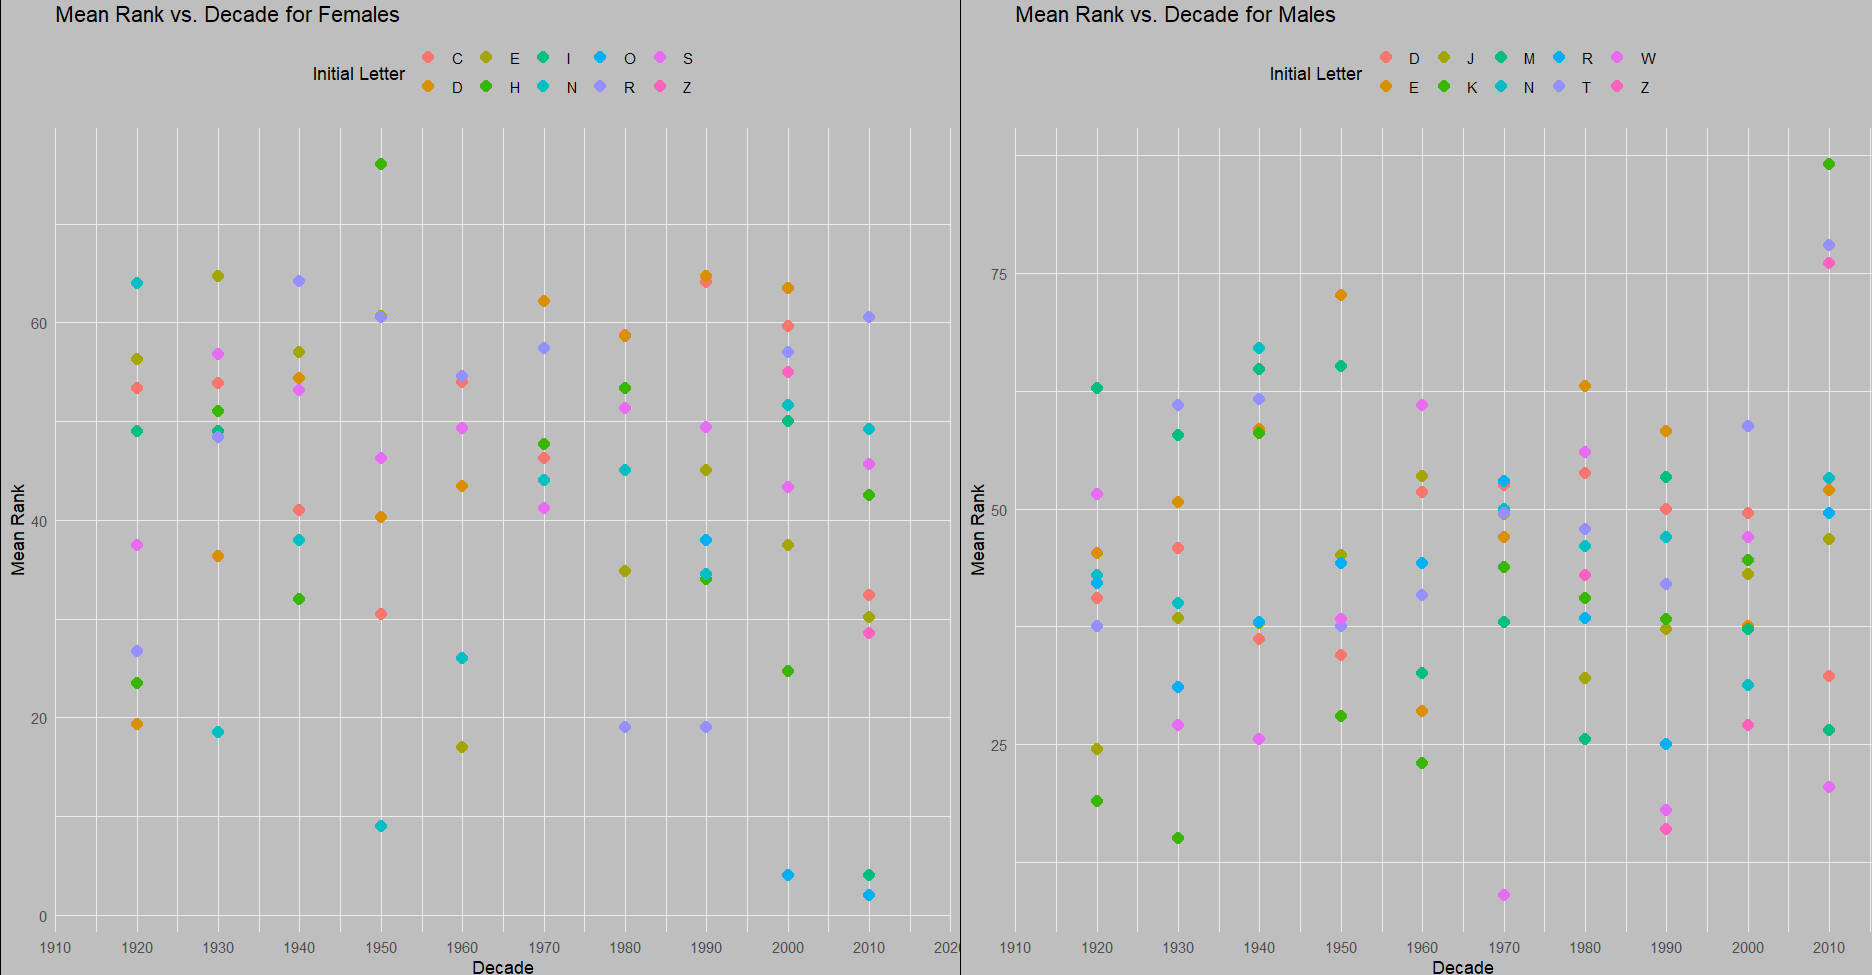 Mean Rank vs. Decade for Females
Initial Letter
C E I O S
D H N R Z
Mean Rank
60
40
20
0
1910 1920 1930 1940 1950 1960 1970 1980 1990 2000 2010 202
Decade
Mean Rank vs. Decade for Males
Initial Letter
D J M R W
E K N T Z
Mean Rank
75
50
25
1910 1920 1930 1940 1950 1960 1970 1980 1990 2000 2010
Decade